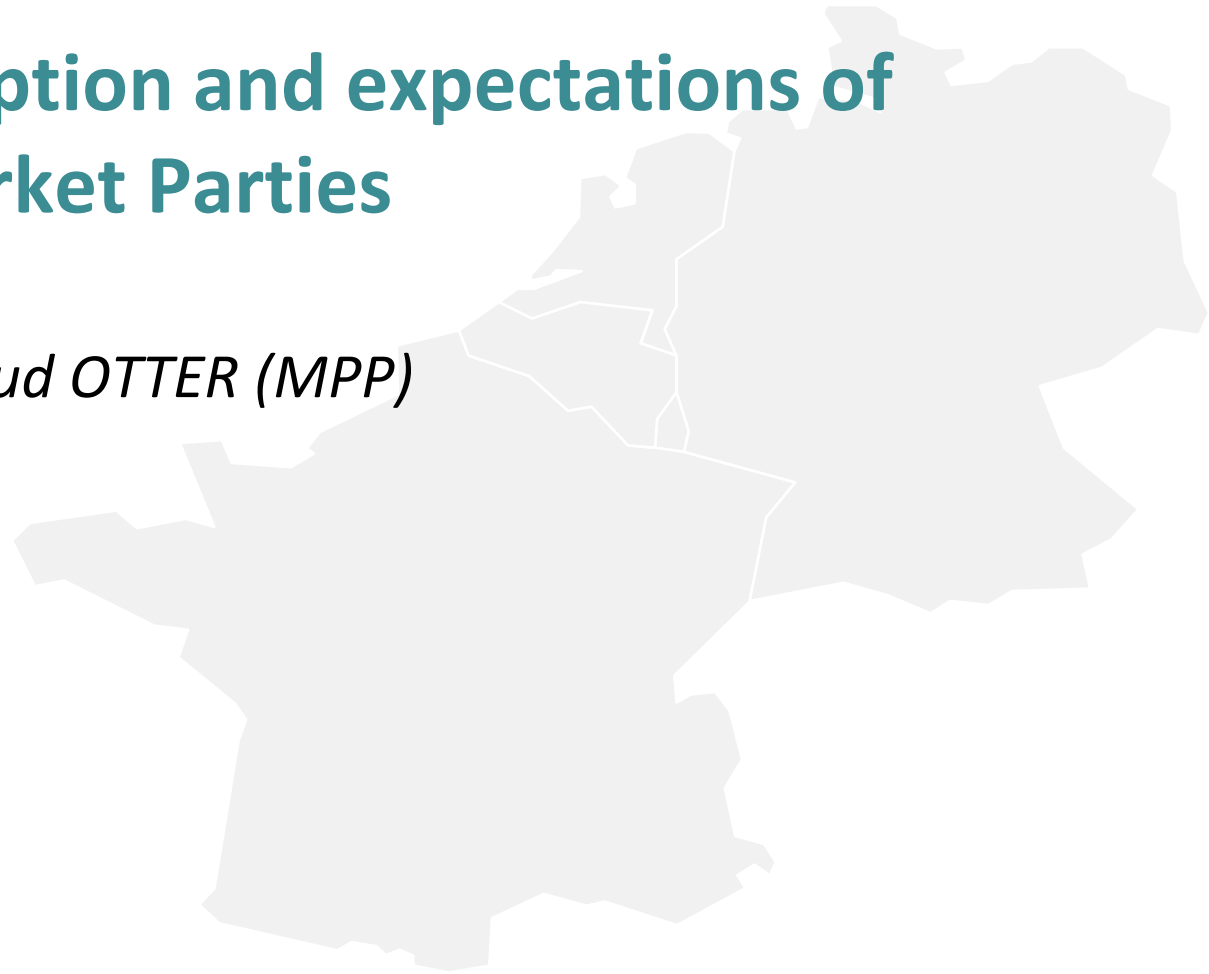 ption and expectations of
rket Parties
ud OTTER (MPP)